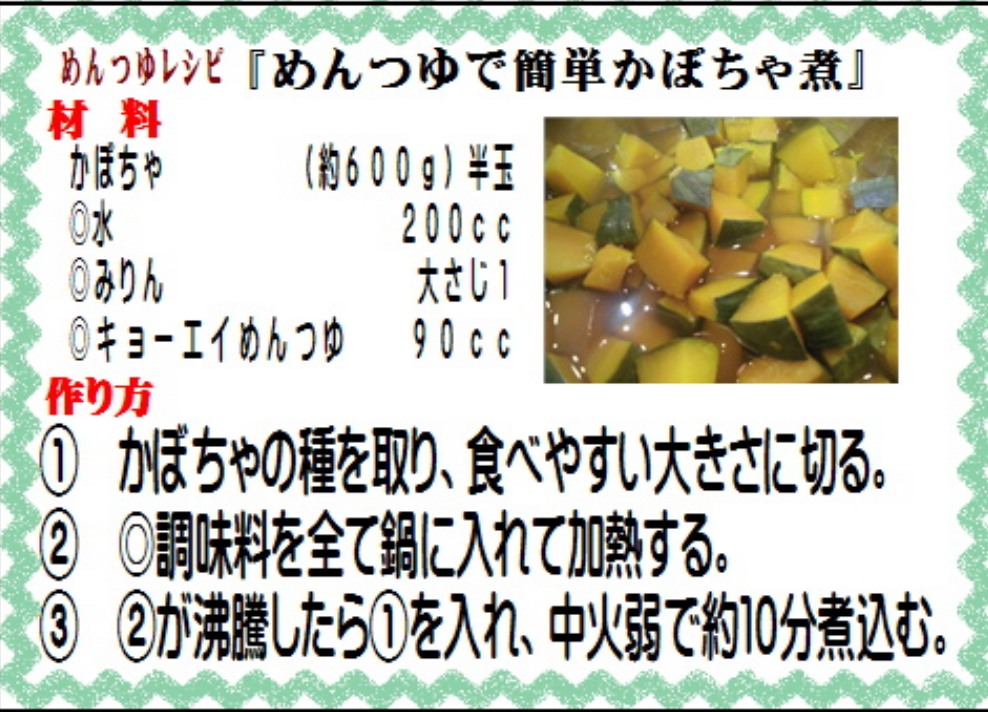 めんつゆレシピ『めんつゆで簡単かぼちゃ煮』
材 料
かぼちゃ (約600g)半玉
◎水 200cc
◎みりん 大さじ1
◎キョーエイめんつゆ 90cc
作り方
① かぼちゃの種を取り、食べやすい大きさに切る。
② ◎調味料を全て鍋に入れて加熱する。
③ ②が沸騰したら①を入れ、中火弱で約10分煮込む。